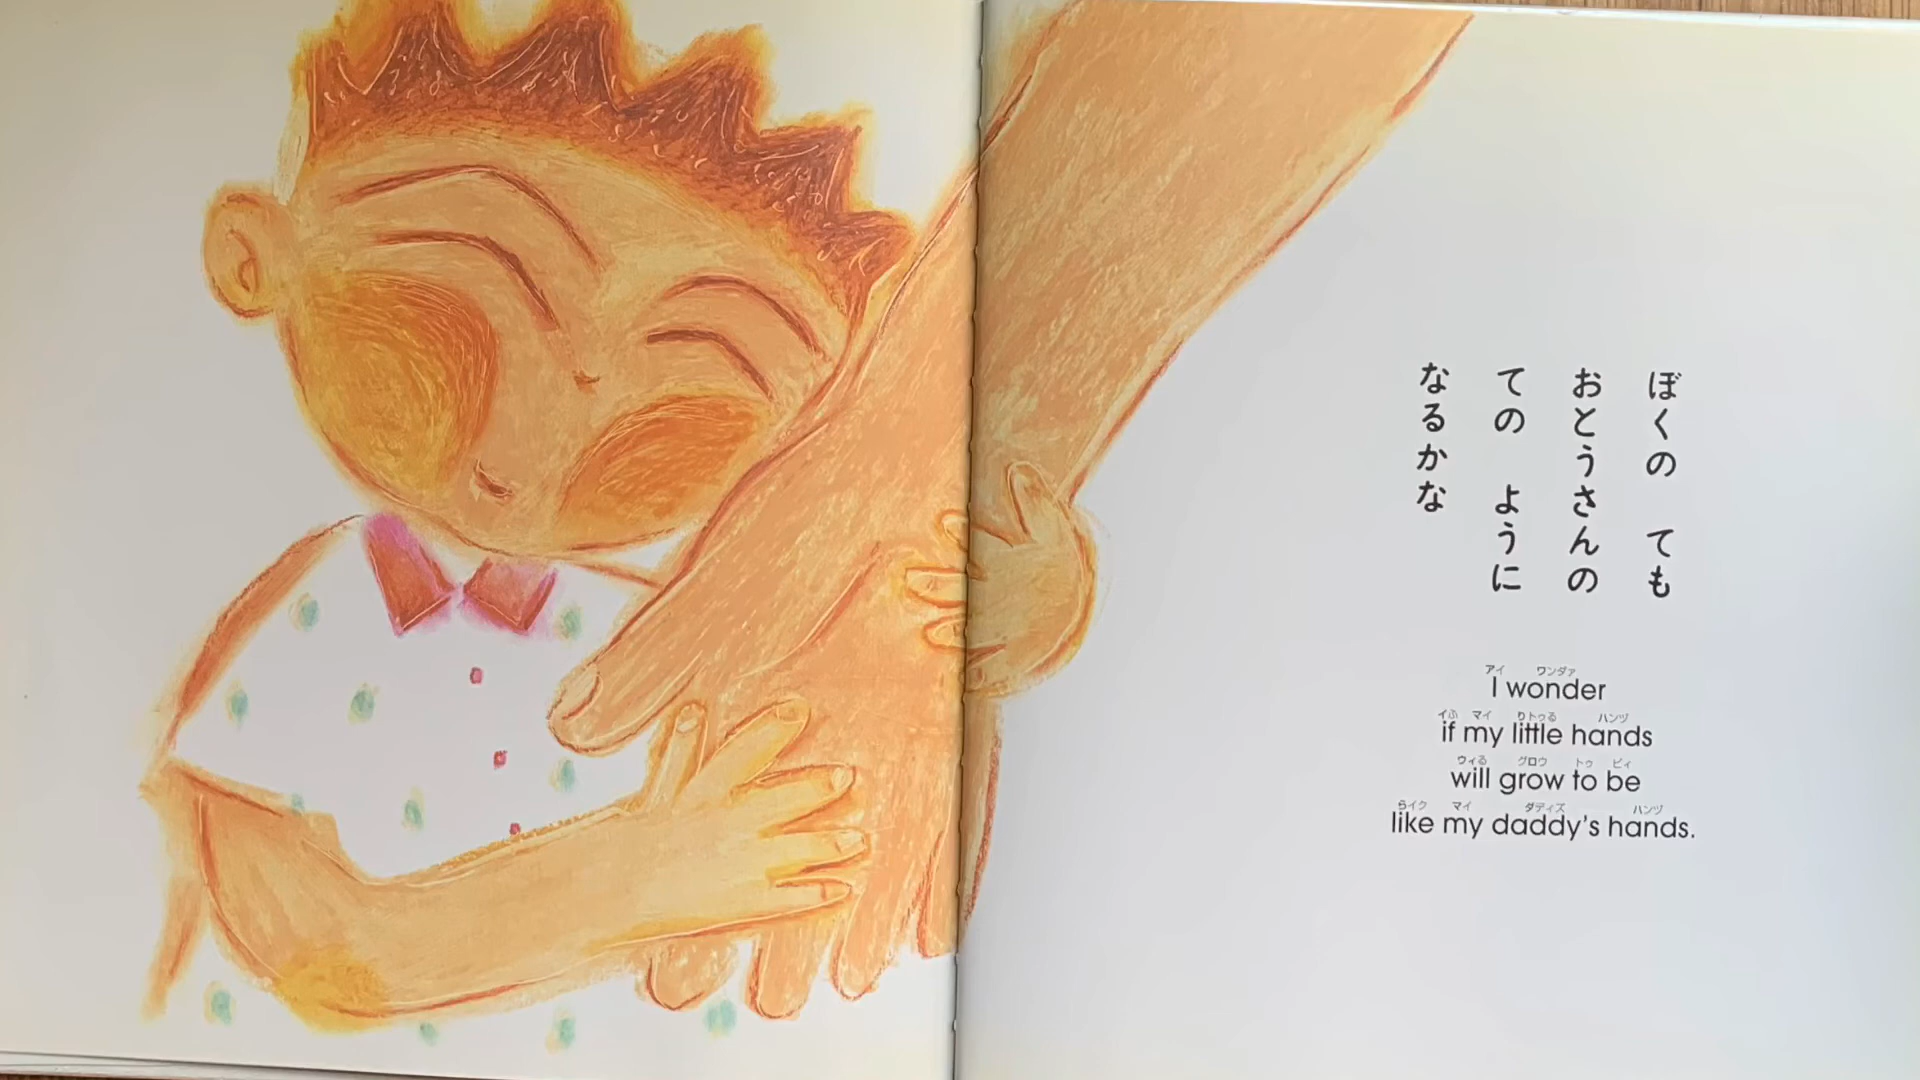 ぼくの ても
おとうさんの
ての ように
なるかな
アイ ワンダァ
I wonder
イふ マイ りトゥる ハンヅ
if my little hands
ウィる グロウ トゥ ビィ
will grow to be
らイク マイ ダディズ ハンヅ
like my daddy's hands.